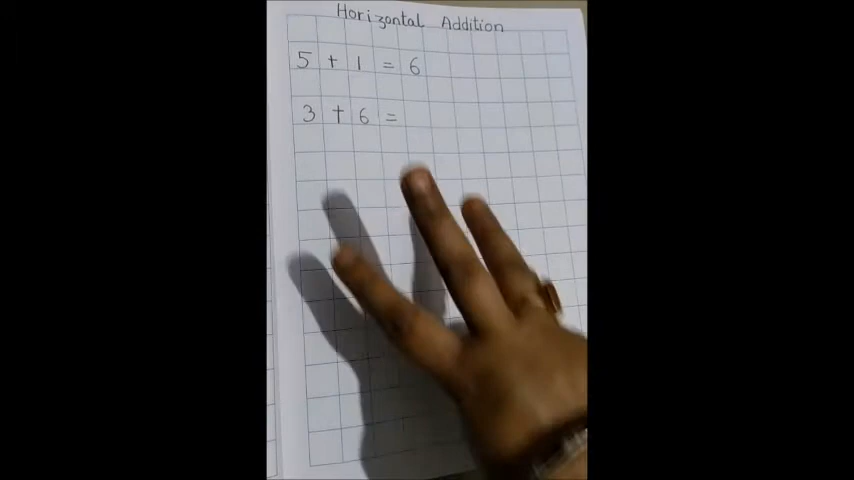 Horizontal Addition
5 + 1 = 6
3 + 6 =